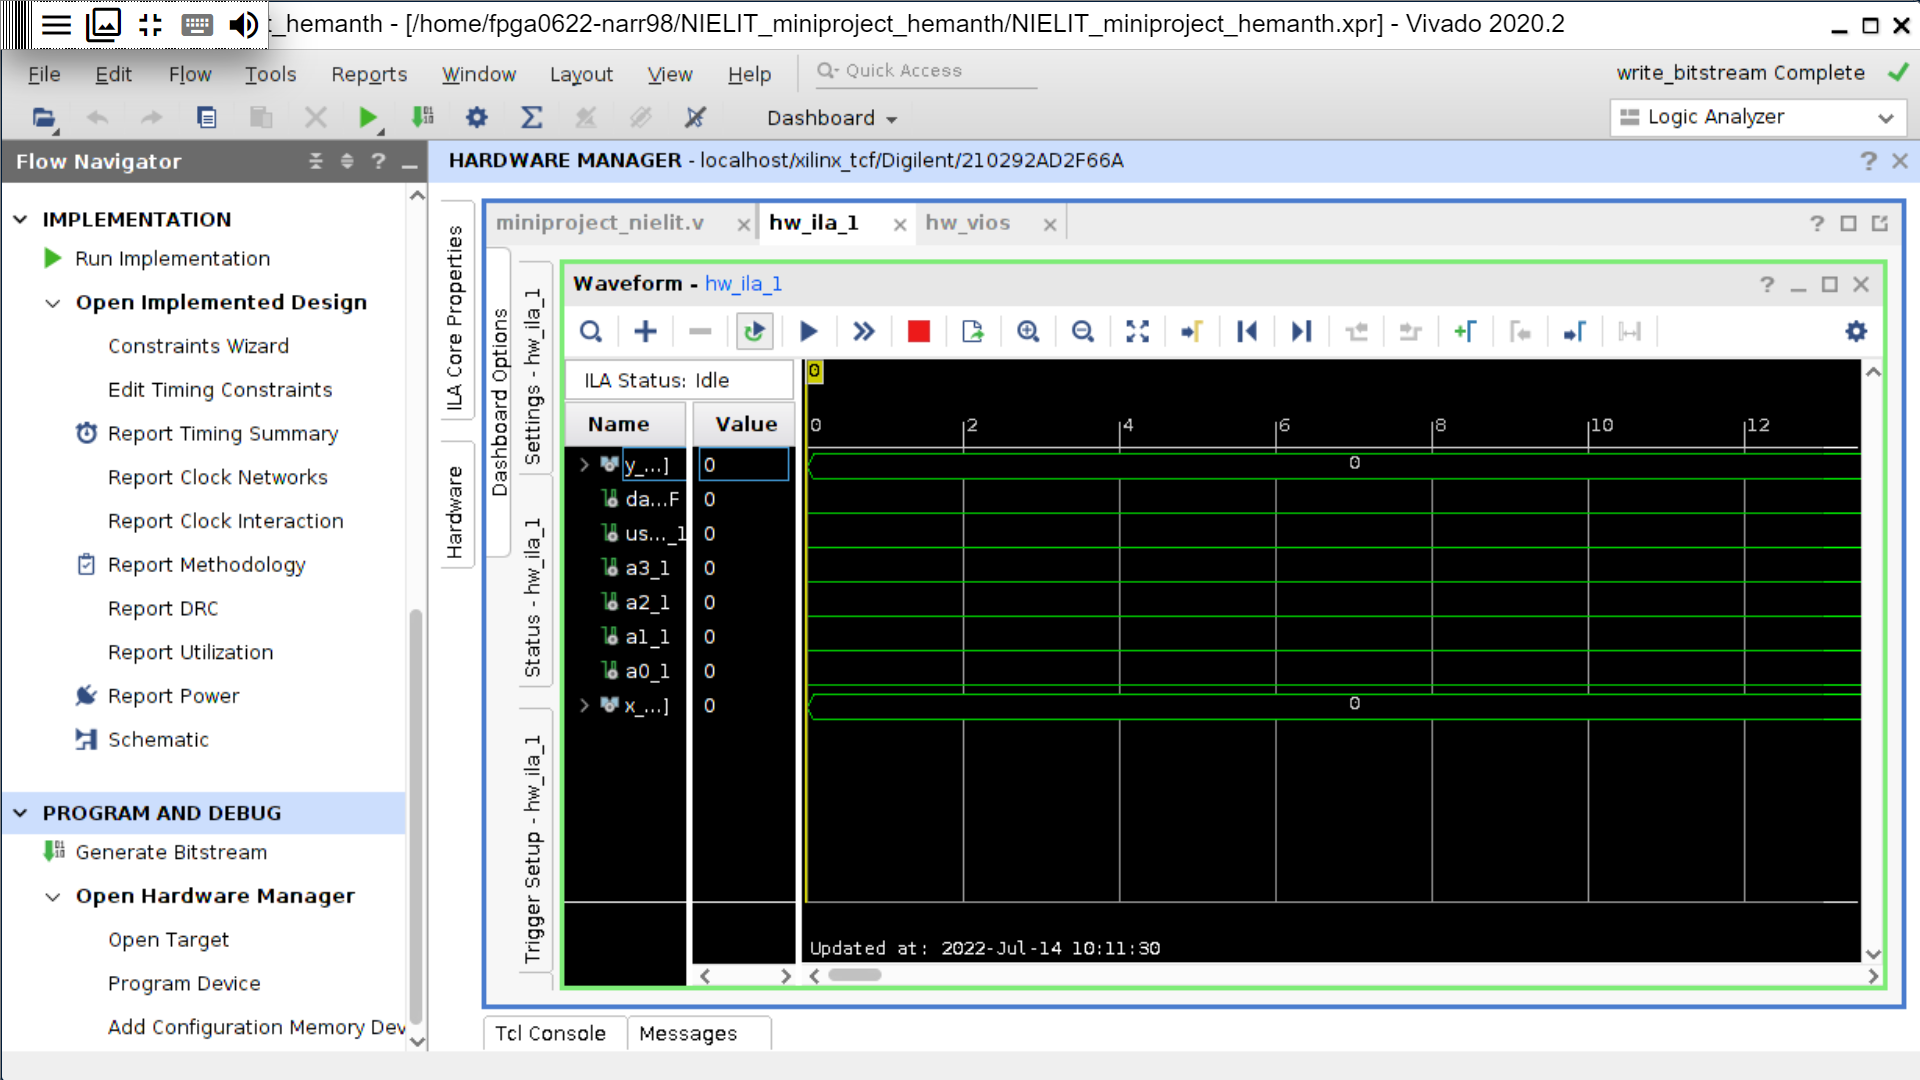 t_hemanth - [/home/fpga0622-narr98/NIELIT_miniproject_hemanth/NIELIT_miniproject_hemanth.xpr] - Vivado 2020.2
File Edit Flow Tools Reports Window Layout View Help Quick Access
write_bitstream Complete
Dashboard
Logic Analyzer
Flow Navigator
HARDWARE MANAGER - localhost/xilinx_tcf/Digilent/210292AD2F66A
IMPLEMENTATION
Run Implementation
Open Implemented Design
Constraints Wizard
Edit Timing Constraints
Report Timing Summary
Report Clock Networks
Report Clock Interaction
Report Methodology
Report DRC
Report Utilization
Report Power
Schematic
PROGRAM AND DEBUG
Generate Bitstream
Open Hardware Manager
Open Target
Program Device
Add Configuration Memory Dev
ILA Core Properties
Hardware
Dashboard Options
miniproject_nielit.v hw_ila_1 hw_vios
Settings - hw_ila_1
Status - hw_ila_1
Trigger Setup - hw_ila_1
Waveform - hw_ila_1
ILA Status: Idle
Name Value
0
0 2 4 6 8 10 12
y_...] 0 0
da...F 0
us..._1 0
a3_1 0
a2_1 0
a1_1 0
a0_1 0
x_...] 0 0
Updated at: 2022-Jul-14 10:11:30
Tcl Console Messages